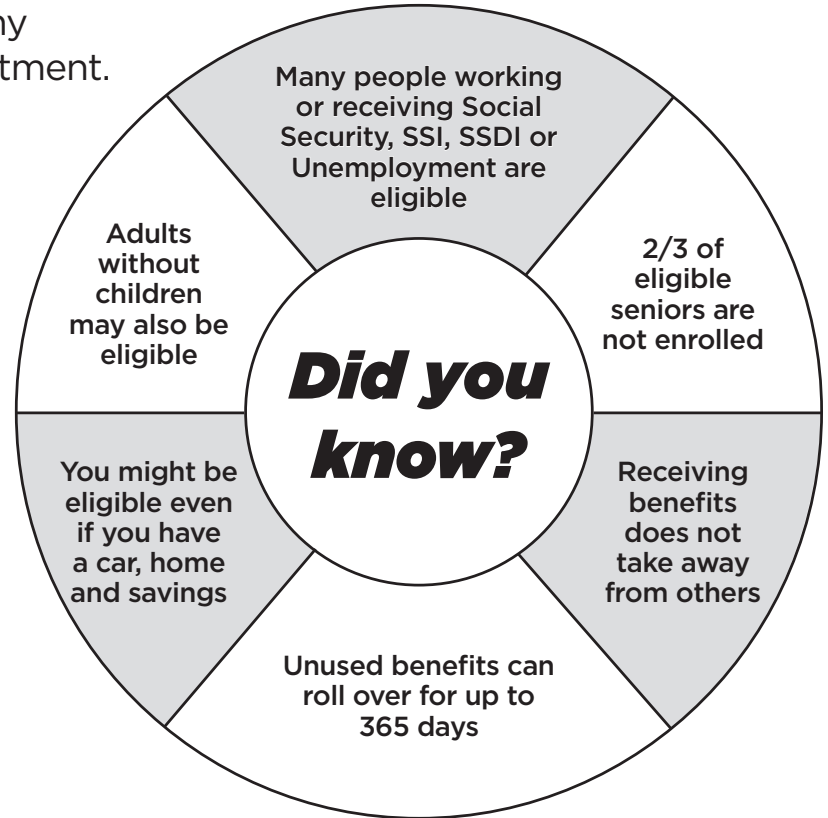 tment.
Many people working
or receiving Social
Security, SSI, SSDI or
Unemployment are
eligible
2/3 of
eligible
seniors are
not enrolled
Receiving
benefits
does not
take away
from others
Unused benefits can
roll over for up to
365 days
You might be
eligible even
if you have
a car, home
and savings
Adults
without
children
may also be
eligible
Did you
know?